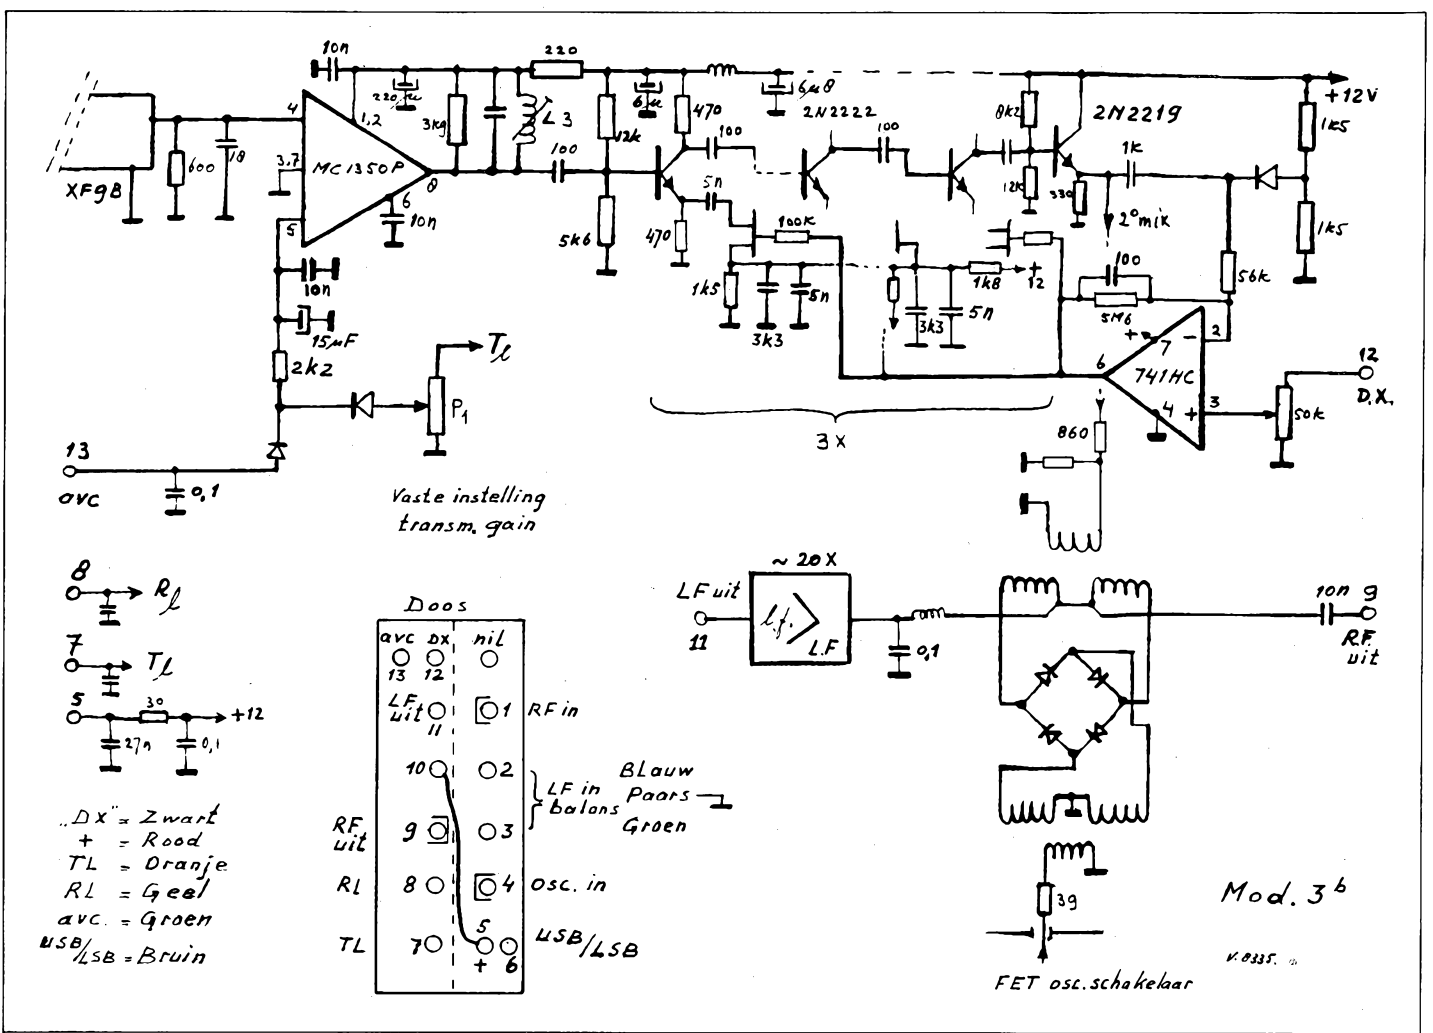 10n
220
220µ
3k9
L3
100
12k
6µ
470
6µ8
2N2222
100
100
8k2
2N2219
+12V
1k5
4
1,2
MC1350P
8
3.7
5
6
10n
600
18
XF9B
5k6
470
5n
100k
12k
330
1k
2° mix
1k5
56k
100
5M6
1k5
3k3
5n
1k8
+
12
3k3
5n
10n
15µF
2k2
TL
P1
13
avc
0,1
3 X
6
+
7
-
2
741HC
4
+
3
50k
12
D.X.
860
Vaste instelling
transm. gain
8
RL
7
TL
5
30
+12
27n
0,1
"DX" = Zwart
+ = Rood
TL = Oranje
RL = Geel
avc. = Groen
USB/LSB = Bruin
Doos
avc DX nil
13 12
LF uit
11
1 RF in
10
2
3
LF in
balans
Blauw
Paars
Groen
RF uit
9
RL 8
4 osc. in
TL 7
5
+
6
USB/LSB
~ 20X
LF uit
11
l.f.
L.F
0,1
10n
9
R.F.
uit
39
FET osc. schakelaar
Mod. 3b
V. 8335.